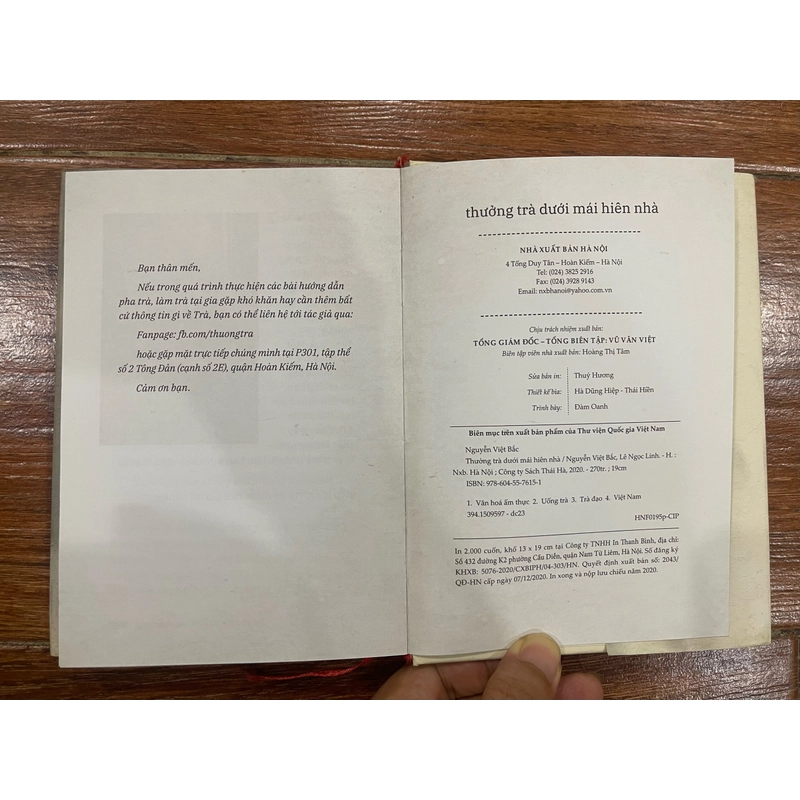 Bạn thân mến,
Nếu trong quá trình thực hiện các bài hướng dẫn
pha trà, làm trà tại gia gặp khó khăn hay cần thêm bất
cứ thông tin gì về Trà, bạn có thể liên hệ tới tác giả qua:
Fanpage: fb.com/thuongtra
hoặc gặp mặt trực tiếp chúng mình tại P301, tập thể
số 2 Tông Đản (cạnh số 2E), quận Hoàn Kiếm, Hà Nội.
Cảm ơn bạn.
thưởng trà dưới mái hiên nhà
NHÀ XUẤT BẢN HÀ NỘI
4 Tống Duy Tân – Hoàn Kiếm – Hà Nội
Tel: (024) 3825 2916
Fax: (024) 3928 9143
Email: nxbhanoi@yahoo.com.vn
Chịu trách nhiệm xuất bản:
TỔNG GIÁM ĐỐC – TỔNG BIÊN TẬP: VŨ VĂN VIỆT
Biên tập viên nhà xuất bản: Hoàng Thị Tâm
Sửa bản in: Thuý Hương
Thiết kế bìa: Hà Dũng Hiệp - Thái Hiền
Trình bày: Đàm Oanh
Biên mục trên xuất bản phẩm của Thư viện Quốc gia Việt Nam
Nguyễn Việt Bắc
Thưởng trà dưới mái hiên nhà / Nguyễn Việt Bắc, Lê Ngọc Linh. - H. :
Nxb. Hà Nội ; Công ty Sách Thái Hà, 2020. - 270tr. ; 19cm
ISBN: 978-604-55-7615-1
1. Văn hoá ẩm thực 2. Uống trà 3. Trà đạo 4. Việt Nam
394.1509597 - dc23
HNF0195p-CIP
In 2.000 cuốn, khổ 13 x 19 cm tại Công ty TNHH In Thanh Bình, địa chỉ:
Số 432 đường K2 phường Cầu Diễn, quận Nam Từ Liêm, Hà Nội. Số đăng ký
KHXB: 5076-2020/CXBIPH/04-303/HN. Quyết định xuất bản số: 2043/
QĐ-HN cấp ngày 07/12/2020. In xong và nộp lưu chiểu năm 2020.